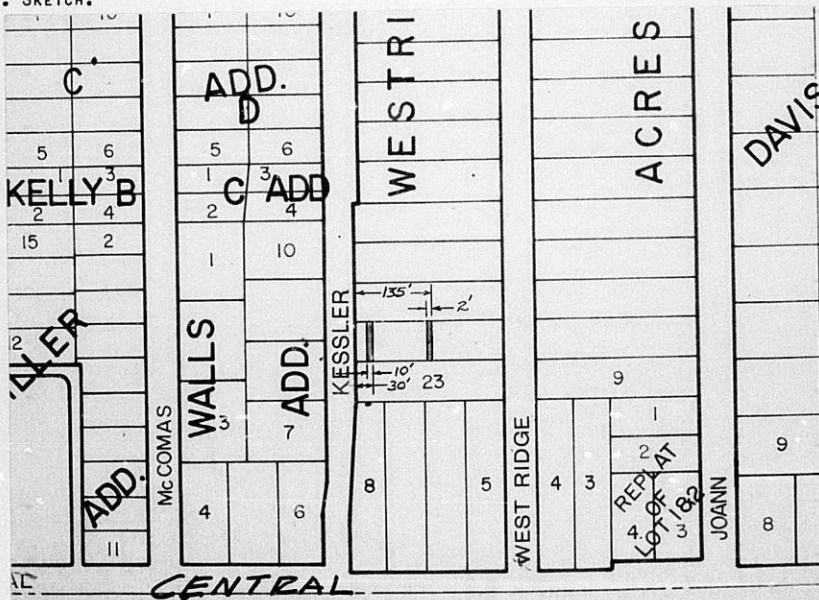 . SKETCH.
1
C
ADD.
D
WESTRI
ACRES
DAVIS
5
6
5
6
1
3
1
3
KELLY B
C ADD
2
4
2
4
15
2
1
10
135'
2'
KESSLER
2
WALLS
ADD.
10'
30'
23
9
McCOMAS
3
7
1
2
REPLAT
OF
LOT 1&2
4
3
9
ADD.
11
4
6
8
5
WEST RIDGE
4
3
JOANN
8
CENTRAL